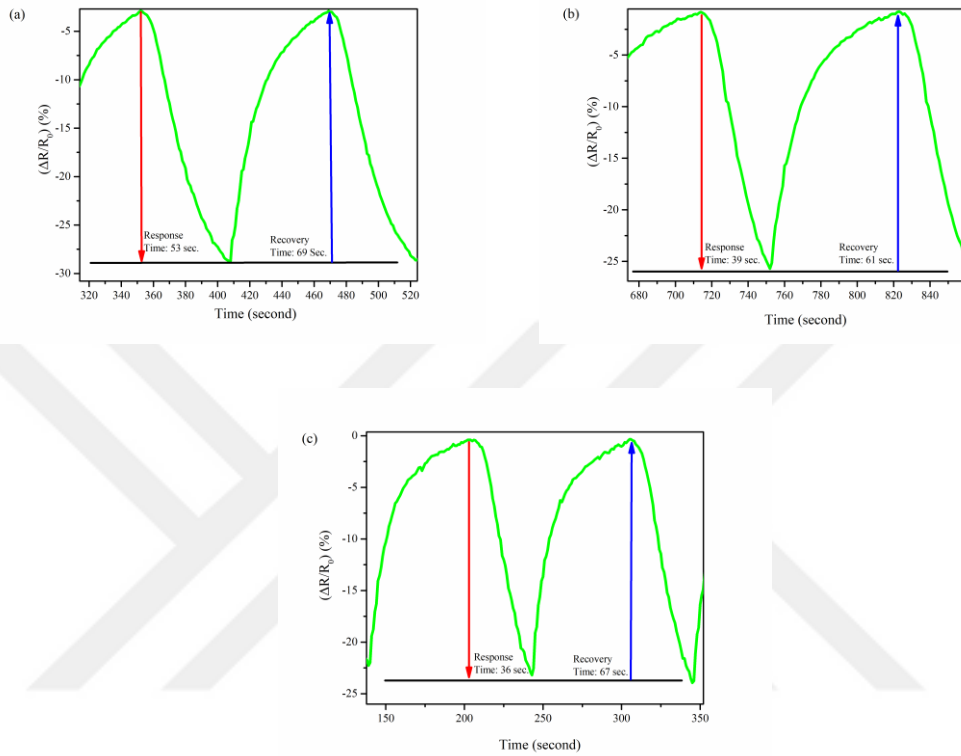 (a)
-5
-10
-15
-20
-25
-30
(ΔR/R₀) (%)
Response
Time: 53 sec.
Recovery
Time: 69 Sec.
320 340 360 380 400 420 440 460 480 500 520
Time (second)
(b)
-5
-10
-15
-20
-25
(ΔR/R₀) (%)
Response
Time: 39 sec.
Recovery
Time: 61 sec.
680 700 720 740 760 780 800 820 840
Time (second)
(c)
0
-5
-10
-15
-20
-25
(ΔR/R₀) (%)
Response
Time: 36 sec.
Recovery
Time: 67 sec.
150 200 250 300 350
Time (second)